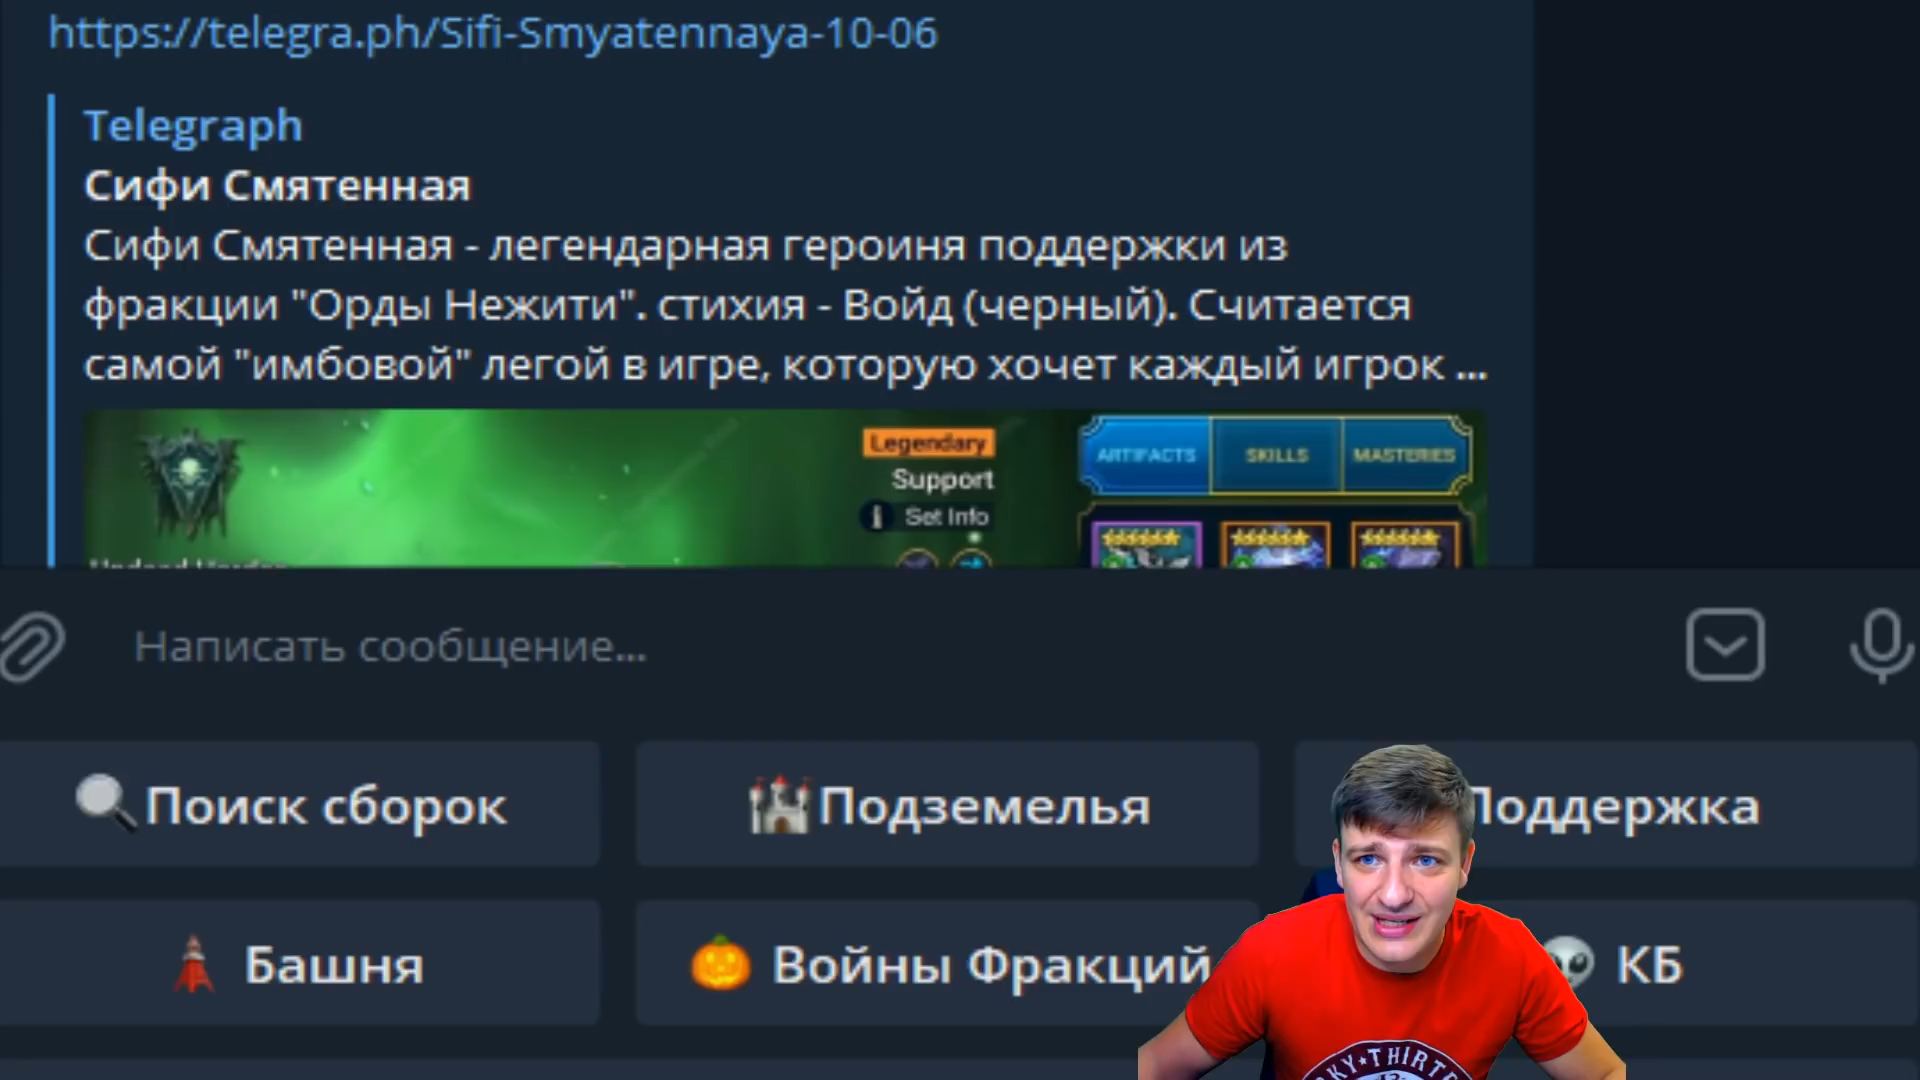 https://telegra.ph/Sifi-Smyatennaya-10-06
Telegraph
Сифи Смятенная
Сифи Смятенная - легендарная героиня поддержки из
фракции "Орды Нежити". стихия - Войд (черный). Считается
самой "имбовой" легой в игре, которую хочет каждый игрок ...
Legendary
Support
Set Info
ARTIFACTS SKILLS MASTERIES
Написать сообщение...
Поиск сборок
Подземелья
Поддержка
Башня
Войны Фракций
КБ